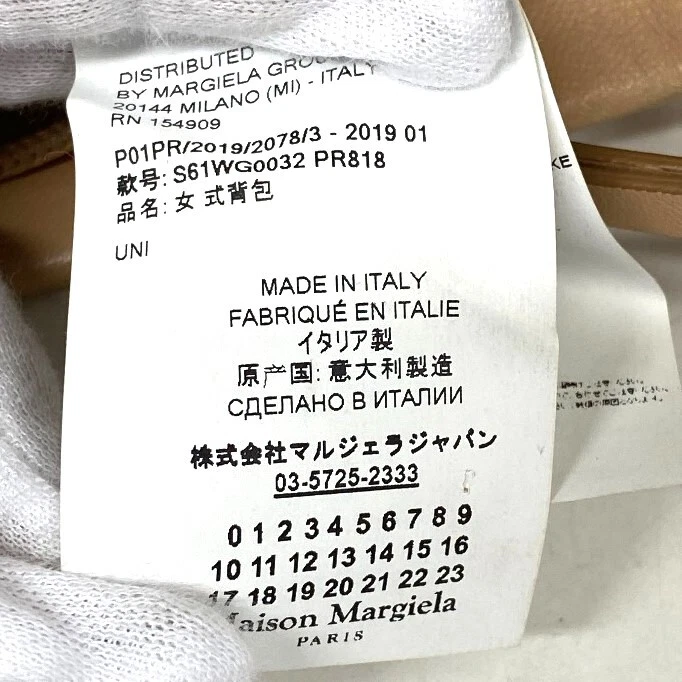 DISTRIBUTED
BY MARGIELA
20144 MILANO (MI) - ITALY
RN 154909
P01PR/2019/2078/3 - 2019 01
款号: S61WG0032 PR818
品名: 女 式背包
UNI
MADE IN ITALY
FABRIQUÉ EN ITALIE
イタリア製
原产国: 意大利製造
СДЕЛАНО В ИТАЛИИ
株式会社マルジェラジャパン
03-5725-2333
0 1 2 3 4 5 6 7 8 9
10 11 12 13 14 15 16
17 18 19 20 21 22 23
Maison Margiela
PARIS